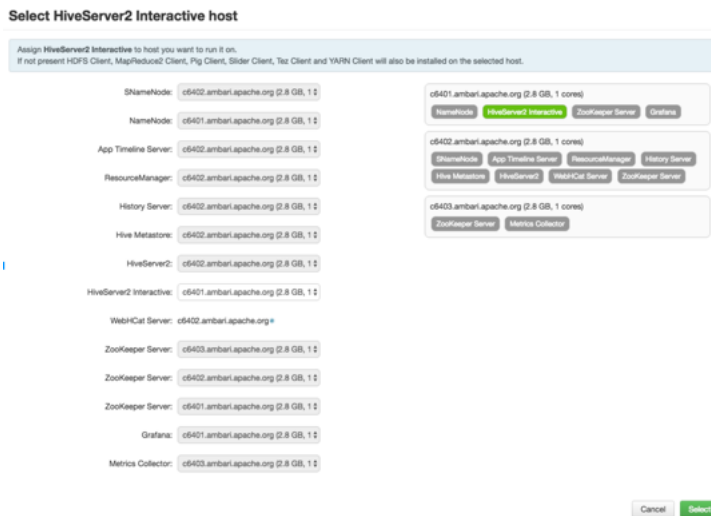 Select HiveServer2 Interactive host
Assign HiveServer2 Interactive to host you want to run it on.
If not present HDFS Client, MapReduce2 Client, Pig Client, Slider Client, Tez Client and YARN Client will also be installed on the selected host.
SNameNode: c6402.ambari.apache.org (2.8 GB, 1
NameNode: c6401.ambari.apache.org (2.8 GB, 1
App Timeline Server: c6402.ambari.apache.org (2.8 GB, 1
ResourceManager: c6402.ambari.apache.org (2.8 GB, 1
History Server: c6402.ambari.apache.org (2.8 GB, 1
Hive Metastore: c6402.ambari.apache.org (2.8 GB, 1
HiveServer2: c6402.ambari.apache.org (2.8 GB, 1
HiveServer2 Interactive: c6401.ambari.apache.org (2.8 GB, 1
WebHCat Server: c6402.ambari.apache.org*
ZooKeeper Server: c6403.ambari.apache.org (2.8 GB, 1
ZooKeeper Server: c6402.ambari.apache.org (2.8 GB, 1
ZooKeeper Server: c6401.ambari.apache.org (2.8 GB, 1
Grafana: c6401.ambari.apache.org (2.8 GB, 1
Metrics Collector: c6403.ambari.apache.org (2.8 GB, 1
c6401.ambari.apache.org (2.8 GB, 1 cores)
NameNode HiveServer2 Interactive ZooKeeper Server Grafana
c6402.ambari.apache.org (2.8 GB, 1 cores)
SNameNode App Timeline Server ResourceManager History Server
Hive Metastore HiveServer2 WebHCat Server ZooKeeper Server
c6403.ambari.apache.org (2.8 GB, 1 cores)
ZooKeeper Server Metrics Collector
Cancel Select